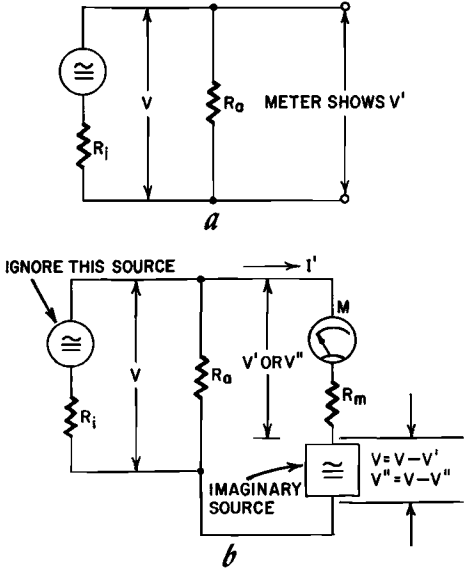 V
Ra
METER SHOWS V'
Ri
a
IGNORE THIS SOURCE
I'
M
V
Ra
V' OR V"
Rm
Ri
IMAGINARY
SOURCE
V=V-V'
V"=V-V"
b